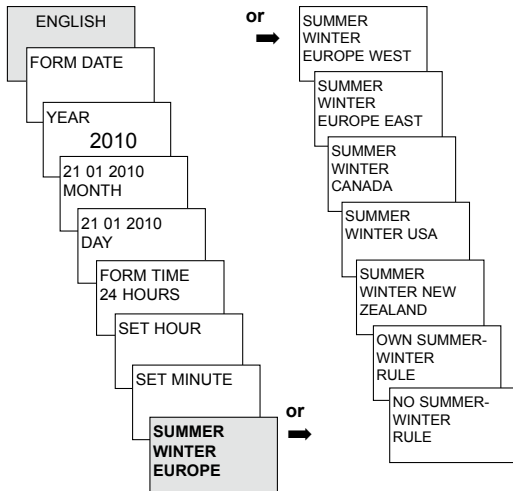 ENGLISH
FORM DATE
YEAR
2010
21 01 2010
MONTH
21 01 2010
DAY
FORM TIME
24 HOURS
SET HOUR
SET MINUTE
SUMMER
WINTER
EUROPE
or
or
SUMMER
WINTER
EUROPE WEST
SUMMER
WINTER
EUROPE EAST
SUMMER
WINTER
CANADA
SUMMER
WINTER USA
SUMMER
WINTER NEW
ZEALAND
OWN SUMMER-
WINTER
RULE
NO SUMMER-
WINTER
RULE